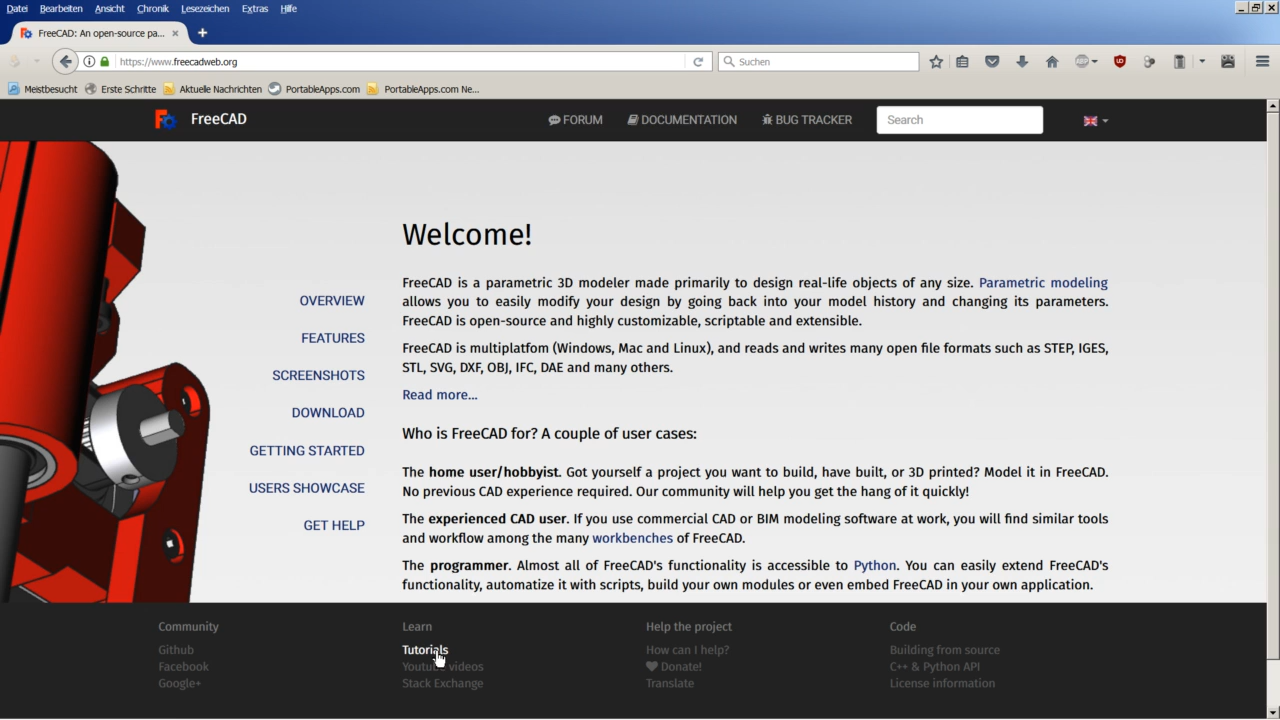 Datei Bearbeiten Ansicht Chronik Lesezeichen Extras Hilfe
FreeCAD: An open-source pa...
https://www.freecadweb.org
Suchen
Meistbesucht Erste Schritte Aktuelle Nachrichten PortableApps.com PortableApps.com Ne...
FreeCAD FORUM DOCUMENTATION BUG TRACKER Search
Welcome!
FreeCAD is a parametric 3D modeler made primarily to design real-life objects of any size. Parametric modeling
allows you to easily modify your design by going back into your model history and changing its parameters.
FreeCAD is open-source and highly customizable, scriptable and extensible.
FreeCAD is multiplatfom (Windows, Mac and Linux), and reads and writes many open file formats such as STEP, IGES,
STL, SVG, DXF, OBJ, IFC, DAE and many others.
Read more...
Who is FreeCAD for? A couple of user cases:
The home user/hobbyist. Got yourself a project you want to build, have built, or 3D printed? Model it in FreeCAD.
No previous CAD experience required. Our community will help you get the hang of it quickly!
The experienced CAD user. If you use commercial CAD or BIM modeling software at work, you will find similar tools
and workflow among the many workbenches of FreeCAD.
The programmer. Almost all of FreeCAD's functionality is accessible to Python. You can easily extend FreeCAD's
functionality, automatize it with scripts, build your own modules or even embed FreeCAD in your own application.
OVERVIEW
FEATURES
SCREENSHOTS
DOWNLOAD
GETTING STARTED
USERS SHOWCASE
GET HELP
Community
Github
Facebook
Google+
Learn
Tutorials
Youtube videos
Stack Exchange
Help the project
How can I help?
Donate!
Translate
Code
Building from source
C++ & Python API
License information